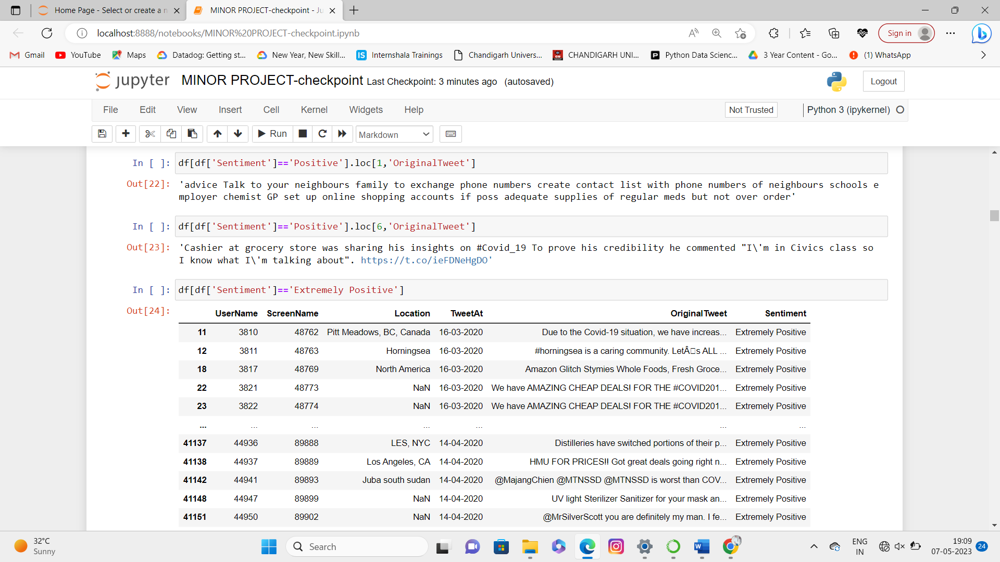 Home Page - Select or create a n
MINOR PROJECT-checkpoint - Ju
localhost:8888/notebooks/MINOR%20PROJECT-checkpoint.ipynb
Sign in
Gmail YouTube Maps Datadog: Getting st... New Year, New Skill... Internshala Trainings Chandigarh Univers... CHANDIGARH UNI... Python Data Scienc... 3 Year Content - Go... (1) WhatsApp
jupyter MINOR PROJECT-checkpoint Last Checkpoint: 3 minutes ago (autosaved)
Logout
File Edit View Insert Cell Kernel Widgets Help Not Trusted Python 3 (ipykernel)
Run Markdown
In [ ]: df[df['Sentiment']=='Positive'].loc[1,'OriginalTweet']
Out[22]: 'advice Talk to your neighbours family to exchange phone numbers create contact list with phone numbers of neighbours schools e
mployer chemist GP set up online shopping accounts if poss adequate supplies of regular meds but not over order'
In [ ]: df[df['Sentiment']=='Positive'].loc[6,'OriginalTweet']
Out[23]: 'Cashier at grocery store was sharing his insights on #Covid_19 To prove his credibility he commented "I\'m in Civics class so
I know what I\'m talking about". https://t.co/ieFDNeHgDO'
In [ ]: df[df['Sentiment']=='Extremely Positive']
Out[24]:
UserName ScreenName Location TweetAt OriginalTweet Sentiment
11 3810 48762 Pitt Meadows, BC, Canada 16-03-2020 Due to the Covid-19 situation, we have increas... Extremely Positive
12 3811 48763 Horningsea 16-03-2020 #horningsea is a caring community. LetÂ□s ALL ... Extremely Positive
18 3817 48769 North America 16-03-2020 Amazon Glitch Stymies Whole Foods, Fresh Groce... Extremely Positive
22 3821 48773 NaN 16-03-2020 We have AMAZING CHEAP DEALS! FOR THE #COVID201... Extremely Positive
23 3822 48774 NaN 16-03-2020 We have AMAZING CHEAP DEALS! FOR THE #COVID201... Extremely Positive
... ... ... ... ... ... ...
41137 44936 89888 LES, NYC 14-04-2020 Distilleries have switched portions of their p... Extremely Positive
41138 44937 89889 Los Angeles, CA 14-04-2020 HMU FOR PRICES!! Got great deals going right n... Extremely Positive
41142 44941 89893 Juba south sudan 14-04-2020 @MajangChien @MTNSSD @MTNSSD is worst than COV... Extremely Positive
41148 44947 89899 NaN 14-04-2020 UV light Sterilizer Sanitizer for your mask an... Extremely Positive
41151 44950 89902 NaN 14-04-2020 @MrSilverScott you are definitely my man. I fe... Extremely Positive
32°C
Sunny
Search
ENG
IN
19:09
07-05-2023
24